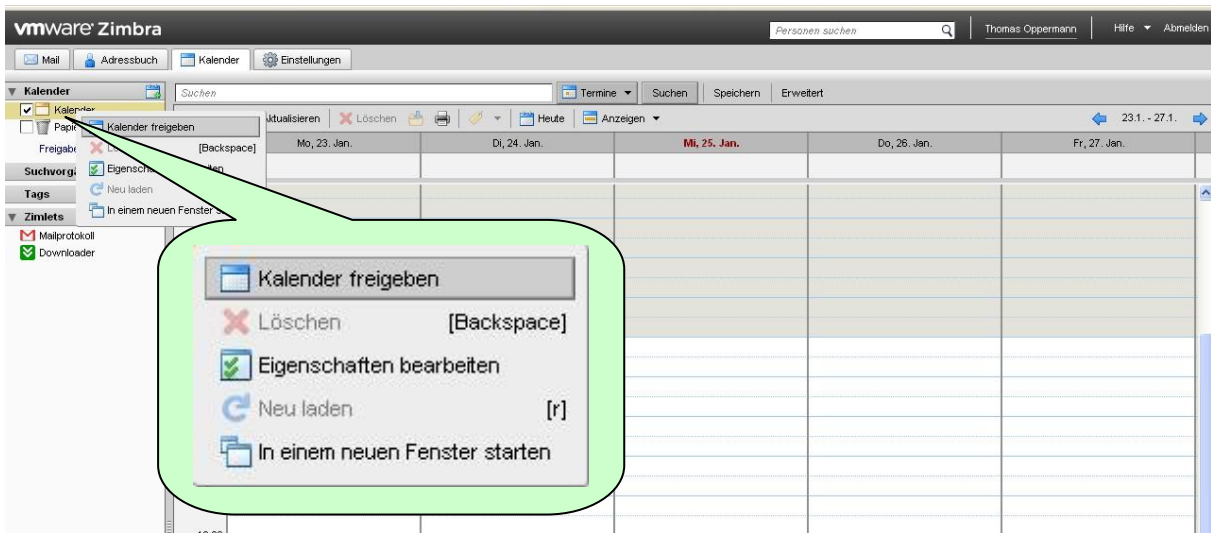 vmware Zimbra
Personen suchen
Thomas Oppermann
Hilfe
Abmelden
Mail
Adressbuch
Kalender
Einstellungen
Kalender
Suchen
Termine
Suchen
Speichern
Erweitert
Kalender
Aktualisieren
Löschen
Heute
Anzeigen
23.1. - 27.1.
Kalender freigeben
[Backspace]
Neu laden
In einem neuen Fenster
Mo, 23. Jan.
Di, 24. Jan.
Mi, 25. Jan.
Do, 26. Jan.
Fr, 27. Jan.
Tags
Zimlets
Mailprotokoll
Downloader
Kalender freigeben
Löschen [Backspace]
Eigenschaften bearbeiten
Neu laden [r]
In einem neuen Fenster starten